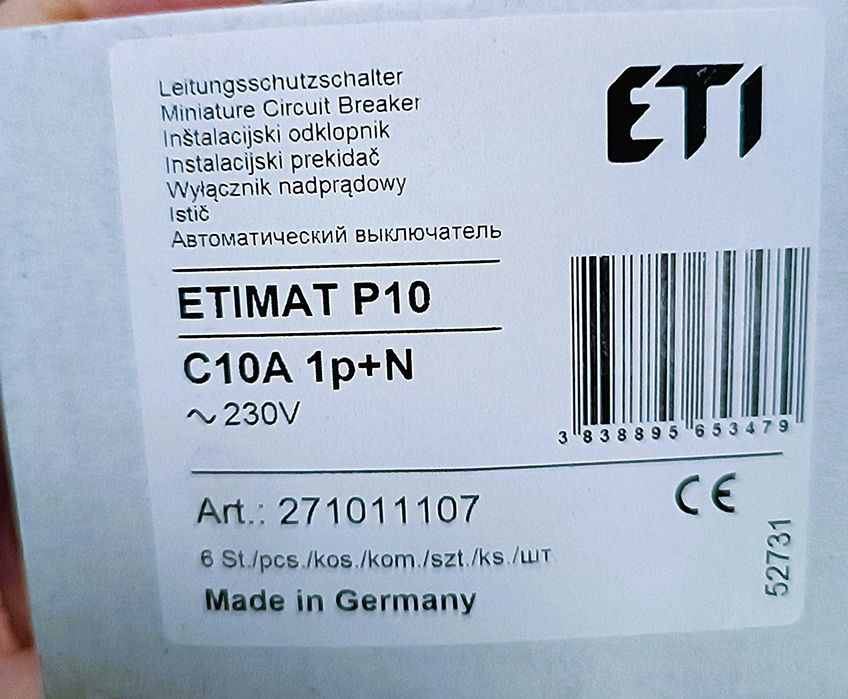 Leitungsschutzschalter
Miniature Circuit Breaker
Inštalacijski odklopnik
Instalacijski prekidač
Wyłącznik nadprądowy
Istič
Автоматический выключатель
ETI
ETIMAT P10
C10A 1p+N
~230V
3 838895 653479
Art.: 271011107
CE
6 St./pcs./kos./kom./szt./ks./шт
Made in Germany
52731